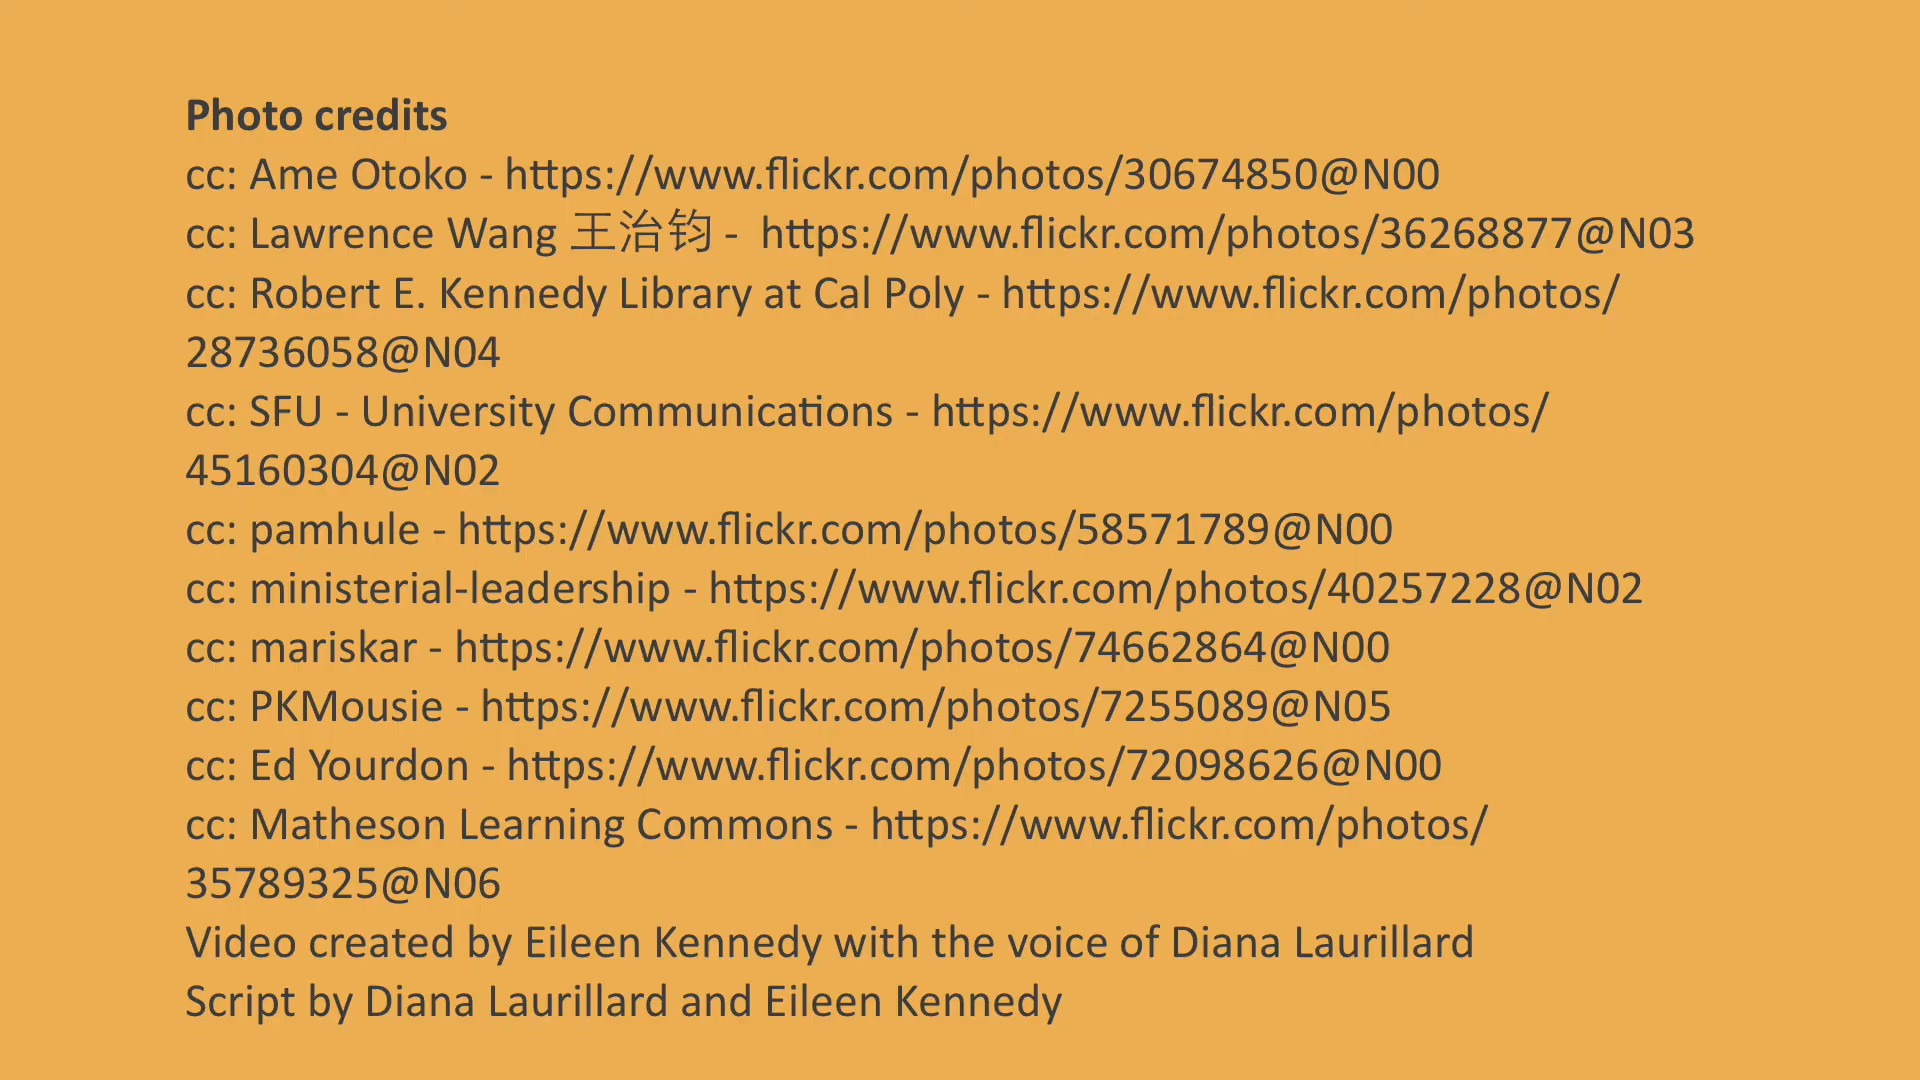 Photo credits
cc: Ame Otoko - https://www.flickr.com/photos/30674850@N00
cc: Lawrence Wang 王治钧 -  https://www.flickr.com/photos/36268877@N03
cc: Robert E. Kennedy Library at Cal Poly - https://www.flickr.com/photos/
28736058@N04
cc: SFU - University Communications - https://www.flickr.com/photos/
45160304@N02
cc: pamhule - https://www.flickr.com/photos/58571789@N00
cc: ministerial-leadership - https://www.flickr.com/photos/40257228@N02
cc: mariskar - https://www.flickr.com/photos/74662864@N00
cc: PKMousie - https://www.flickr.com/photos/7255089@N05
cc: Ed Yourdon - https://www.flickr.com/photos/72098626@N00
cc: Matheson Learning Commons - https://www.flickr.com/photos/
35789325@N06
Video created by Eileen Kennedy with the voice of Diana Laurillard
Script by Diana Laurillard and Eileen Kennedy